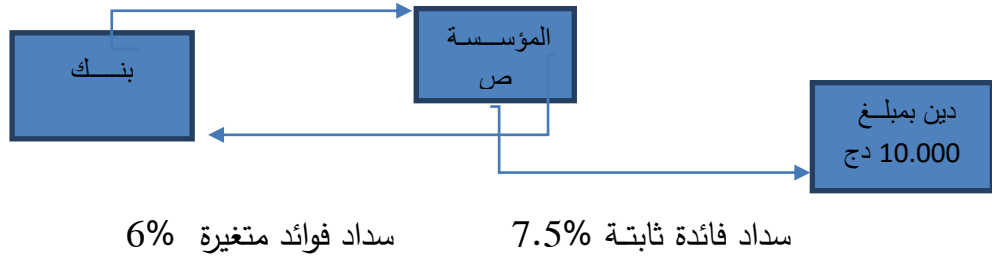 المؤسسة
ص
بنك
دين بمبلغ
10.000 دج
سداد فائدة ثابتة 7.5%
سداد فوائد متغيرة 6%